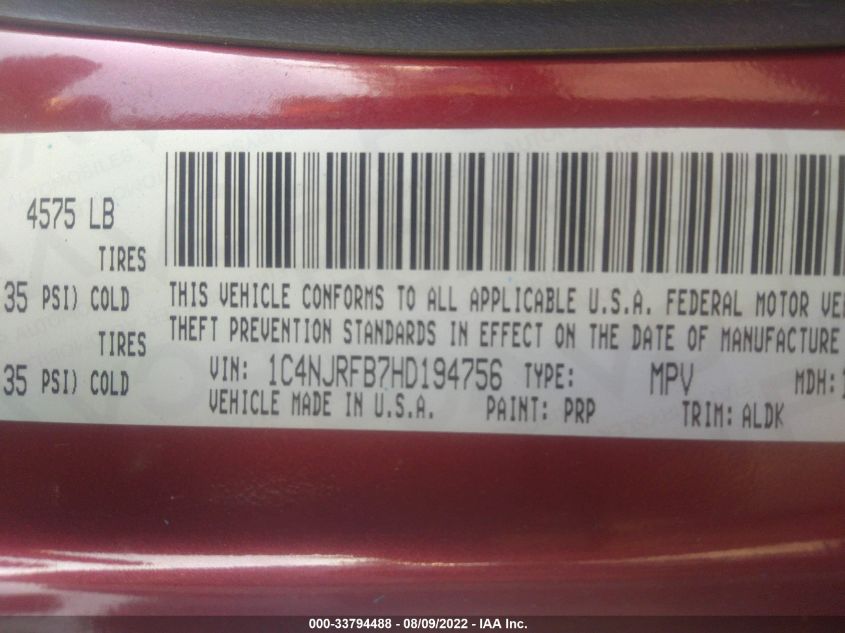 4575 LB
TIRES
35 PSI) COLD
THIS VEHICLE CONFORMS TO ALL APPLICABLE U.S.A. FEDERAL MOTOR
TIRES
THEFT PREVENTION STANDARDS IN EFFECT ON THE DATE OF MANUFACTURE
35 PSI) COLD
VIN: 1C4NJRFB7HD194756 TYPE: MPV MDH:
VEHICLE MADE IN U.S.A. PAINT: PRP TRIM: ALDK
000-33794488 - 08/09/2022 - IAA Inc.